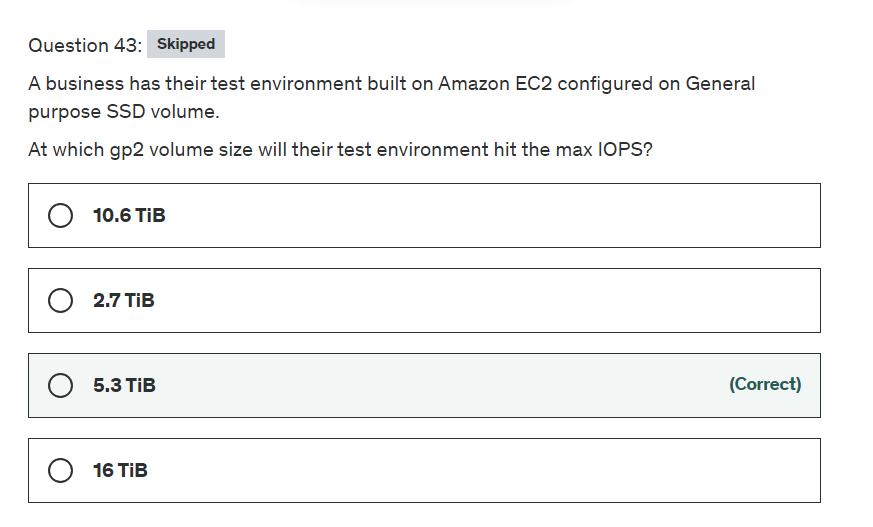 Question 43: Skipped
A business has their test environment built on Amazon EC2 configured on General
purpose SSD volume.
At which gp2 volume size will their test environment hit the max IOPS?
10.6 TiB
2.7 TiB
5.3 TiB (Correct)
16 TiB